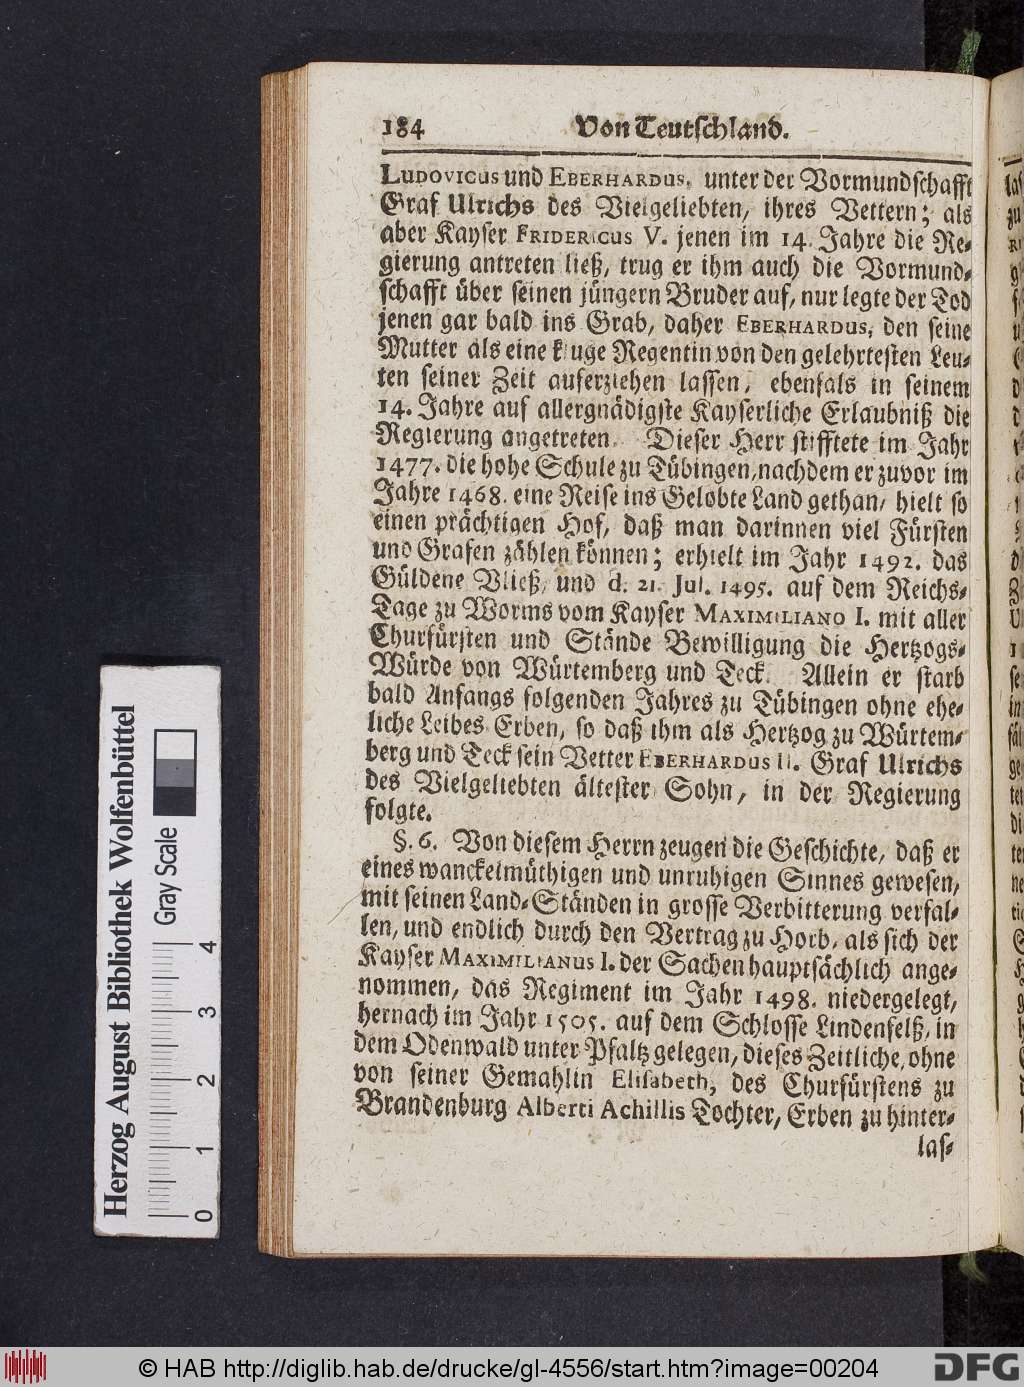 184 Von Teutschland.
LUDOVICUS und EBERHARDUS, unter der Vormundschafft
Graf Ulrichs des Vielgeliebten, ihres Vettern; als
aber Kayser FRIDERICUS V. jenen im 14. Jahre die Re-
gierung antreten ließ, trug er ihm auch die Vormund-
schafft über seinen jüngern Bruder auf, nur legte der Tod
jenen gar bald ins Grab, daher EBERHARDUS, den seine
Mutter als eine kluge Regentin von den gelehrtesten Leu-
ten seiner Zeit auferziehen lassen, ebenfals in seinem
14. Jahre auf allergnädigste Kayserliche Erlaubniß die
Regierung angetreten. Dieser Herr stifftete im Jahr
1477. die hohe Schule zu Tübingen, nachdem er zuvor im
Jahre 1468. eine Reise ins Gelobte Land gethan, hielt so
einen prächtigen Hof, daß man darinnen viel Fürsten
und Grafen zählen können; erhielt im Jahr 1492. das
Güldene Vließ, und d. 21. Jul. 1495. auf dem Reichs-
Tage zu Worms vom Kayser MAXIMILIANO I. mit aller
Churfürsten und Stände Bewilligung die Hertzogs-
Würde von Würtemberg und Teck. Allein er starb
bald Anfangs folgenden Jahres zu Tübingen ohne ehe-
liche Leibes Erben, so daß ihm als Hertzog zu Würtem-
berg und Teck sein Vetter EBERHARDUS II. Graf Ulrichs
des Vielgeliebten ältester Sohn, in der Regierung
folgte.
§. 6. Von diesem Herrn zeugen die Geschichte, daß er
eines wanckelmüthigen und unruhigen Sinnes gewesen,
mit seinen Land-Ständen in grosse Verbitterung verfal-
len, und endlich durch den Vertrag zu Horb, als sich der
Kayser MAXIMILIANUS I. der Sachen hauptsächlich ange-
nommen, das Regiment im Jahr 1498. niedergelegt,
hernach im Jahr 1505. auf dem Schlosse Lindenfelß, in
dem Odenwald unter Pfaltz gelegen, dieses Zeitliche, ohne
von seiner Gemahlin Elisabeth, des Churfürstens zu
Brandenburg Alberti Achillis Tochter, Erben zu hinter-
las-
Herzog August Bibliothek Wolfenbüttel
Gray Scale
0 1 2 3 4
© HAB http://diglib.hab.de/drucke/gl-4556/start.htm?image=00204
DFG